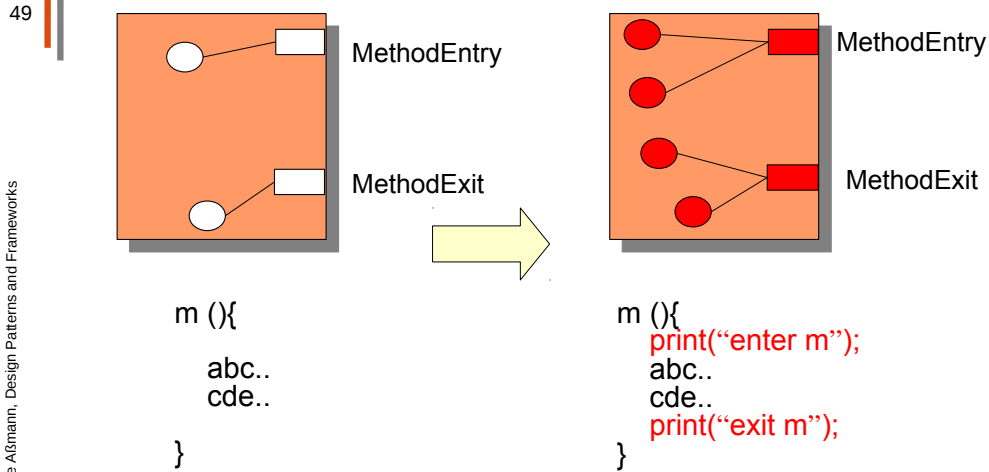 49
MethodEntry
MethodExit
m (){
abc..
cde..
}
MethodEntry
MethodExit
m (){
print(“enter m”);
abc..
cde..
print(“exit m”);
}
Aßmann, Design Patterns and Frameworks